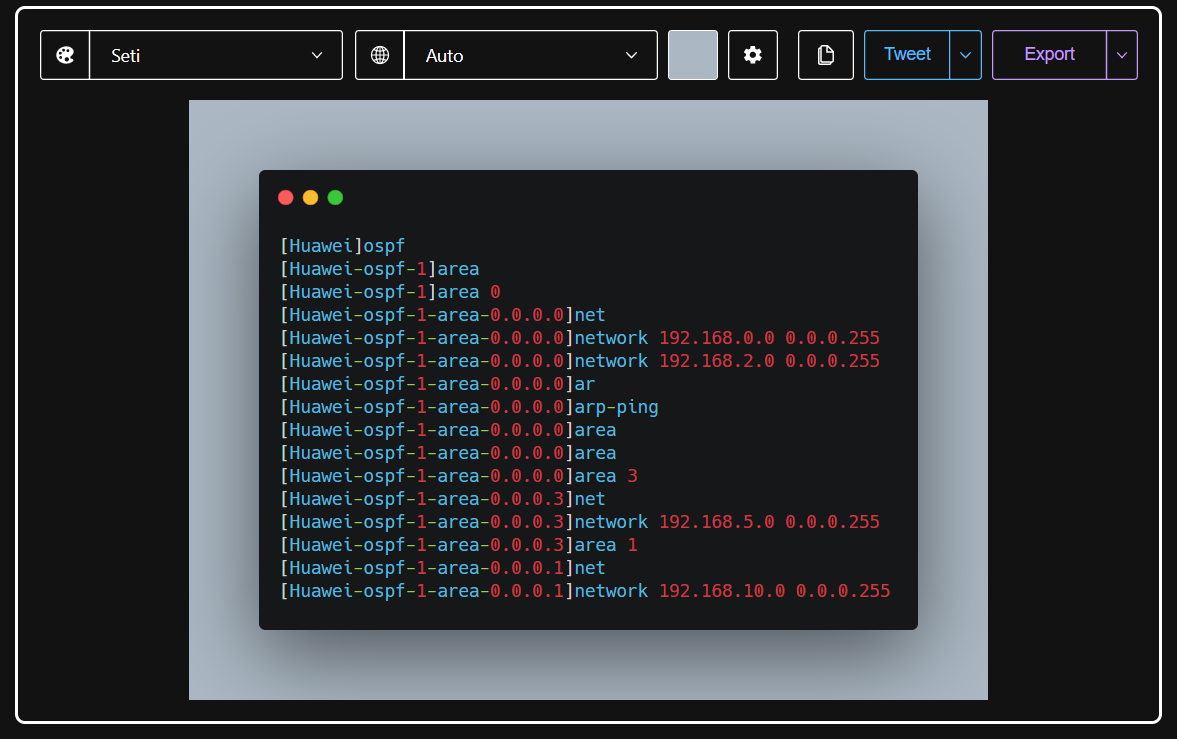 Seti Auto Tweet Export
[Huawei]ospf
[Huawei-ospf-1]area
[Huawei-ospf-1]area 0
[Huawei-ospf-1-area-0.0.0.0]net
[Huawei-ospf-1-area-0.0.0.0]network 192.168.0.0 0.0.0.255
[Huawei-ospf-1-area-0.0.0.0]network 192.168.2.0 0.0.0.255
[Huawei-ospf-1-area-0.0.0.0]ar
[Huawei-ospf-1-area-0.0.0.0]arp-ping
[Huawei-ospf-1-area-0.0.0.0]area
[Huawei-ospf-1-area-0.0.0.0]area
[Huawei-ospf-1-area-0.0.0.0]area 3
[Huawei-ospf-1-area-0.0.0.3]net
[Huawei-ospf-1-area-0.0.0.3]network 192.168.5.0 0.0.0.255
[Huawei-ospf-1-area-0.0.0.3]area 1
[Huawei-ospf-1-area-0.0.0.1]net
[Huawei-ospf-1-area-0.0.0.1]network 192.168.10.0 0.0.0.255